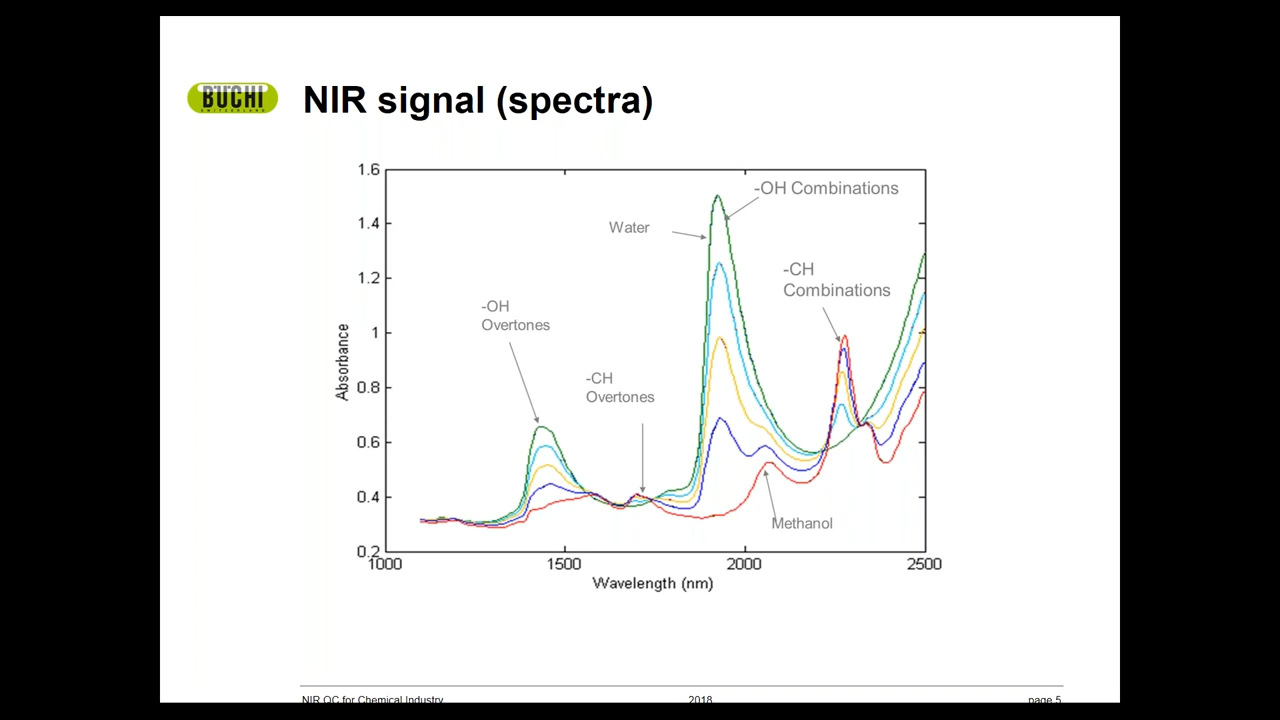 BÜCHI
SWITZERLAND
NIR signal (spectra)
1.6
1.4
1.2
1
0.8
0.6
0.4
0.2
Absorbance
-OH Combinations
Water
-CH
Combinations
-OH
Overtones
-CH
Overtones
Methanol
1000
1500
2000
2500
Wavelength (nm)
NIR QC for Chemical Industry
2018
page 5